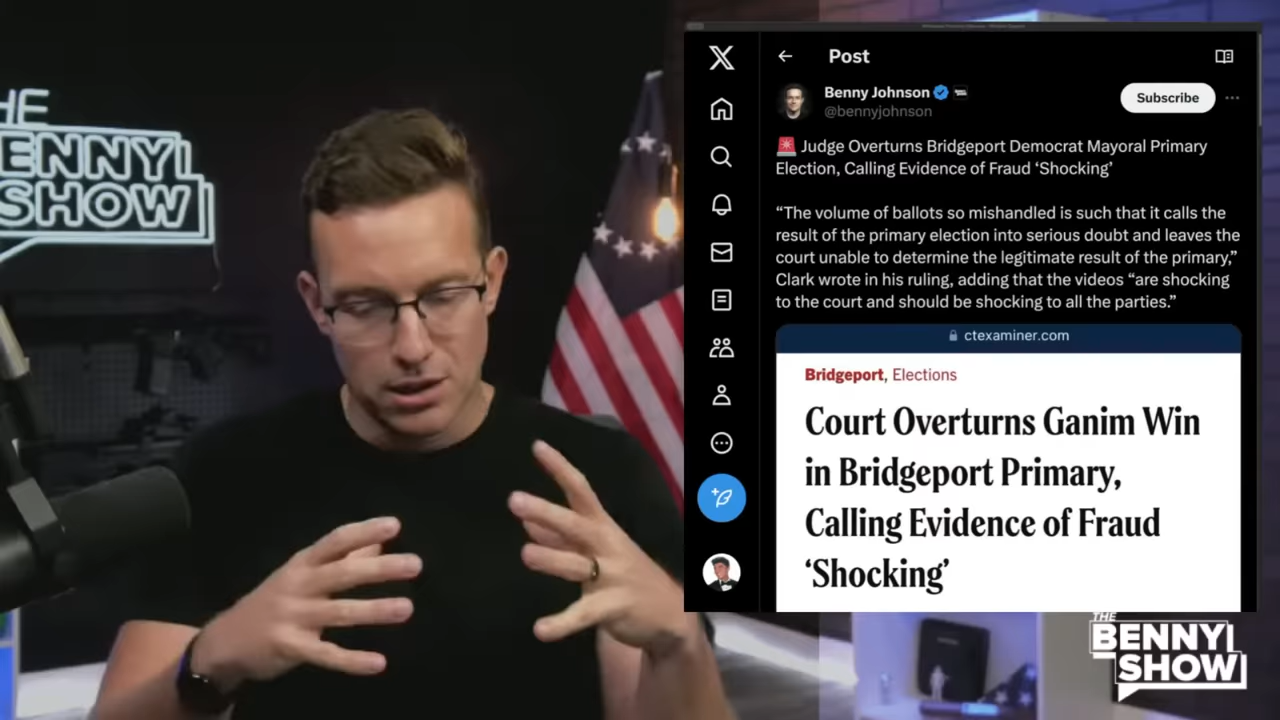 HE
ENNY
SHOW
Post
Benny Johnson
@bennyjohnson
Subscribe
🚨 Judge Overturns Bridgeport Democrat Mayoral Primary
Election, Calling Evidence of Fraud ‘Shocking’
“The volume of ballots so mishandled is such that it calls the
result of the primary election into serious doubt and leaves the
court unable to determine the legitimate result of the primary,”
Clark wrote in his ruling, adding that the videos “are shocking
to the court and should be shocking to all the parties.”
ctexaminer.com
Bridgeport, Elections
Court Overturns Ganim Win
in Bridgeport Primary,
Calling Evidence of Fraud
‘Shocking’
THE
BENNY
SHOW